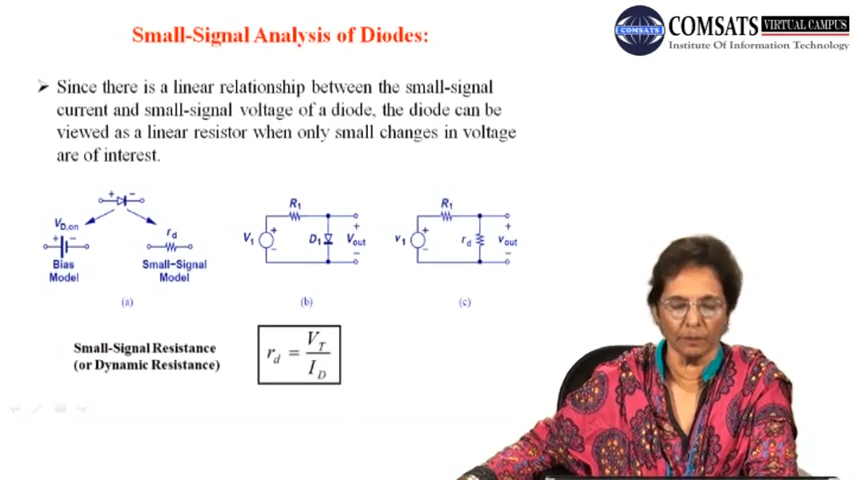 Small-Signal Analysis of Diodes:
COMSATS VIRTUAL CAMPUS
Institute Of Information Technology
COMSATS
➢ Since there is a linear relationship between the small-signal
current and small-signal voltage of a diode, the diode can be
viewed as a linear resistor when only small changes in voltage
are of interest.
+ −
V_D,on
+ −
Bias
Model
r_d
Small−Signal
Model
(a)
R_1
V_1
+
−
D_1
+
V_out
−
(b)
R_1
v_1
+
−
r_d
+
v_out
−
(c)
Small-Signal Resistance
(or Dynamic Resistance)
r_d = V_T / I_D